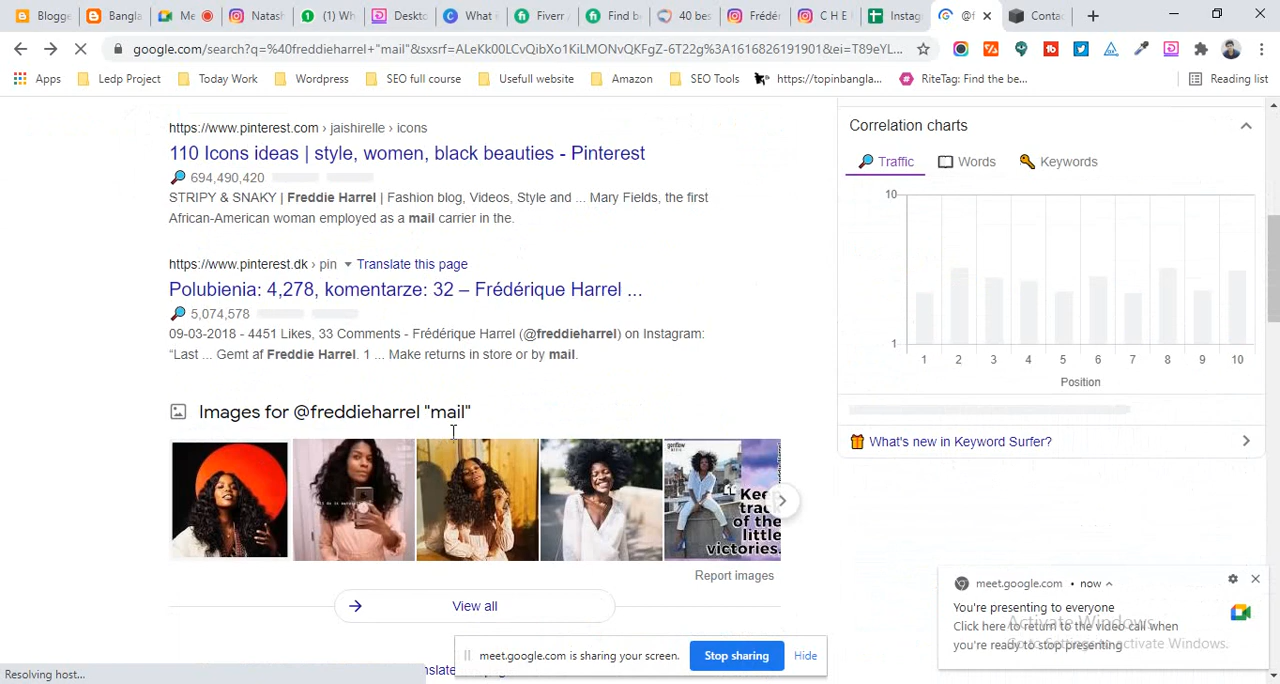 Blogge
Bangla
Me
Natash
(1) Wh
Deskto
What
Fiverr
Find b
40 bes
Frédér
C H E
Instag
@f
Conta
google.com/search?q=%40freddieharrel+"mail"&sxsrf=ALeKk00LCvQibXo1KiLMONvQKFgZ-6T22g%3A1616826191901&ei=T89eYL...
Apps
Ledp Project
Today Work
Wordpress
SEO full course
Usefull website
Amazon
SEO Tools
https://topinbangla...
RiteTag: Find the be...
Reading list
https://www.pinterest.com › jaishirelle › icons
110 Icons ideas | style, women, black beauties - Pinterest
694,490,420
STRIPY & SNAKY | Freddie Harrel | Fashion blog, Videos, Style and ... Mary Fields, the first
African-American woman employed as a mail carrier in the.
https://www.pinterest.dk › pin ▼ Translate this page
Polubienia: 4,278, komentarze: 32 – Frédérique Harrel ...
5,074,578
09-03-2018 - 4451 Likes, 33 Comments - Frédérique Harrel (@freddieharrel) on Instagram:
“Last ... Gemt af Freddie Harrel. 1 ... Make returns in store or by mail.
Images for @freddieharrel "mail"
genflow
Keep
track
of the
little
victories.
Report images
View all
Correlation charts
Traffic
Words
Keywords
10
1
1 2 3 4 5 6 7 8 9 10
Position
What's new in Keyword Surfer?
meet.google.com • now
You're presenting to everyone
Click here to return to the video call when
you're ready to stop presenting
Activate Windows
Go to Settings to activate Windows.
meet.google.com is sharing your screen.
Stop sharing
Hide
Resolving host...